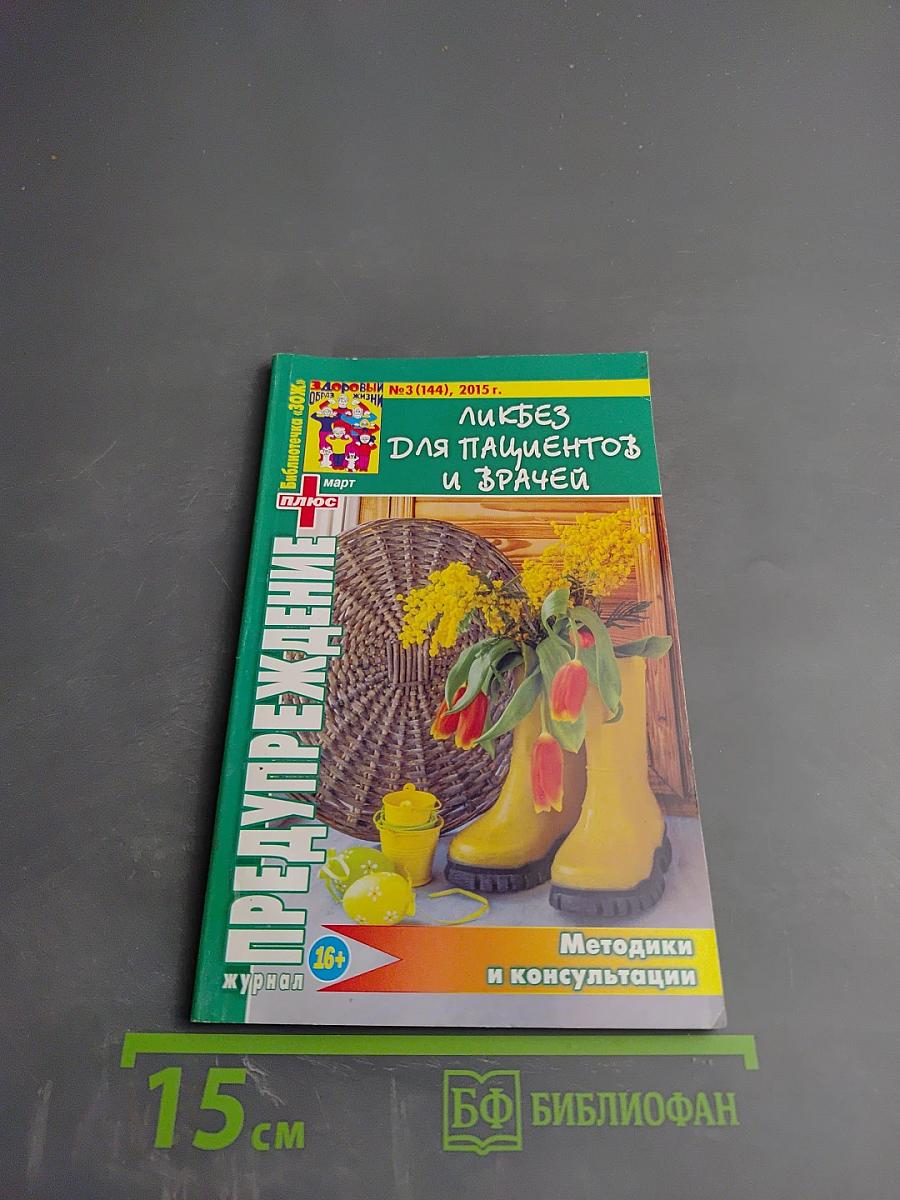 Библиотечка «ЗОЖ»
ЗДОРОВЫЙ
ОБРАЗ ЖИЗНИ
№3 (144), 2015 г.
ЛИКБЕЗ
ДЛЯ ПАЦИЕНТОВ
И ВРАЧЕЙ
март
ПЛЮС
ПРЕДУПРЕЖДЕНИЕ
журнал
16+
Методики
и консультации
15 см
БФ БИБЛИОФАН